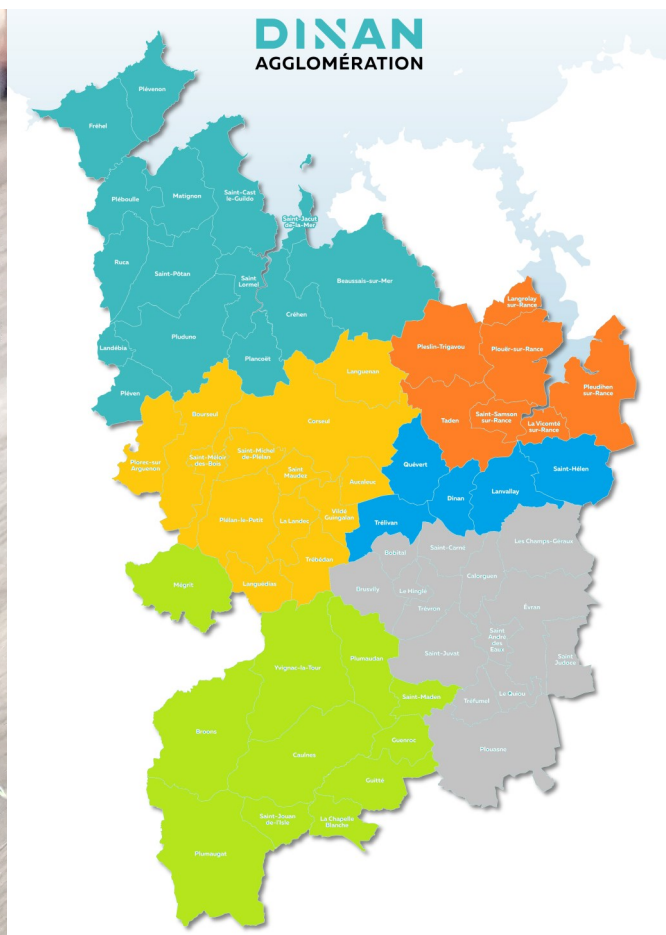 DINAN
AGGLOMÉRATION
Plévenon
Fréhel
Pléboulle
Matignon
Saint-Cast
le-Guildo
Saint-Jacut
de-la-Mer
Ruca
Saint-Pôtan
Saint
Lormel
Beaussais-sur-Mer
Créhen
Landébia
Pluduno
Plancoët
Pléven
Langrolay
sur-Rance
Pleslin-Trigavou
Plouër-sur-Rance
Pleudihen
sur-Rance
Taden
Saint-Samson
sur-Rance
La Vicomté
sur-Rance
Languenan
Bourseul
Corseul
Plorec-sur
Arguenon
Saint-Méloir
des-Bois
Saint-Michel
de-Plélan
Saint
Maudez
Aucaleuc
Quévert
Dinan
Lanvallay
Saint-Hélen
Trélivan
Plélan-le-Petit
La Landec
Vildé
Guingalan
Trébédan
Languédias
Mégrit
Bobital
Saint-Carné
Les Champs-Géraux
Brusvily
Le Hinglé
Calorguen
Trévron
Évran
Saint-Juvat
Saint
André
des
Eaux
Saint
Judoce
Tréfumel
Le Quiou
Plouasne
Yvignac-la-Tour
Plumaudan
Saint-Maden
Broons
Guenroc
Caulnes
Guitté
Saint-Jouan
de-l'Isle
La Chapelle
Blanche
Plumaugat